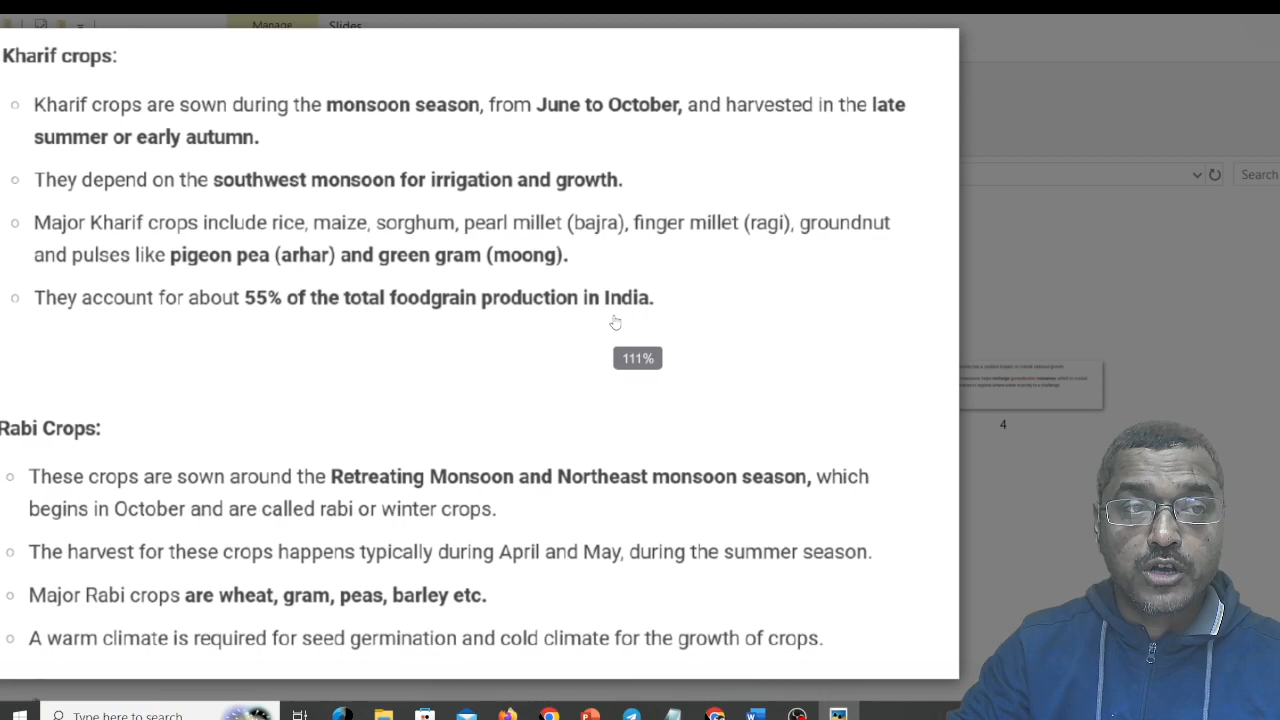 Manage
Slides
Kharif crops:
Kharif crops are sown during the monsoon season, from June to October, and harvested in the late
summer or early autumn.
They depend on the southwest monsoon for irrigation and growth.
Major Kharif crops include rice, maize, sorghum, pearl millet (bajra), finger millet (ragi), groundnut
and pulses like pigeon pea (arhar) and green gram (moong).
They account for about 55% of the total foodgrain production in India.
Search
111%
4
Rabi Crops:
These crops are sown around the Retreating Monsoon and Northeast monsoon season, which
begins in October and are called rabi or winter crops.
The harvest for these crops happens typically during April and May, during the summer season.
Major Rabi crops are wheat, gram, peas, barley etc.
A warm climate is required for seed germination and cold climate for the growth of crops.
Type here to search